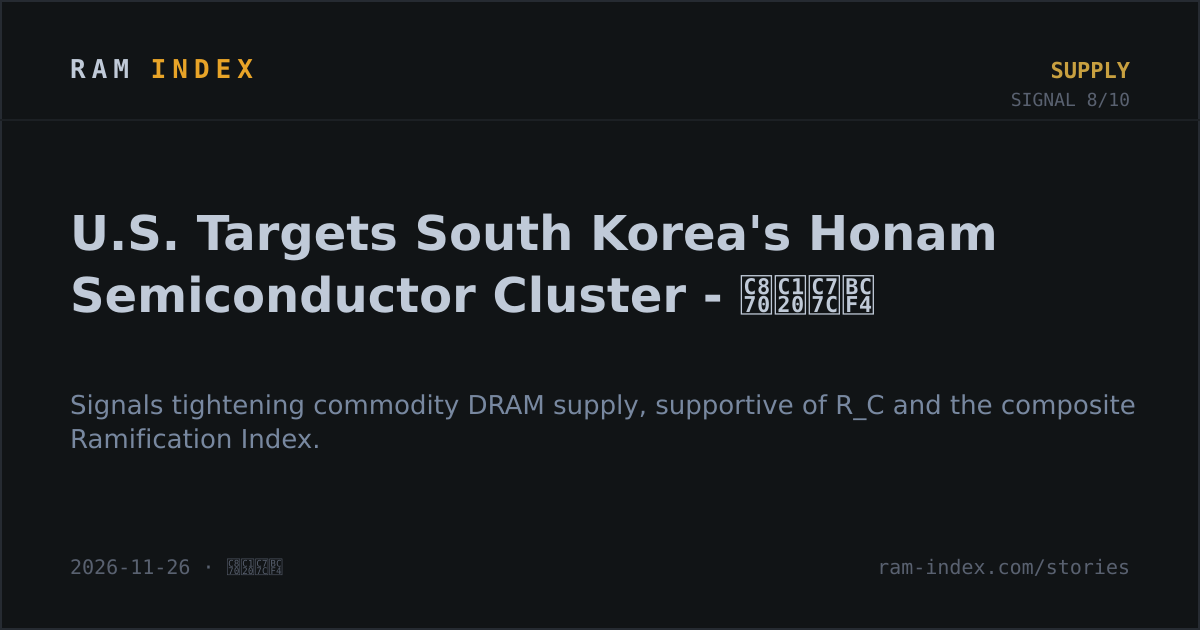 RAM INDEX
SUPPLY
SIGNAL 8/10
U.S. Targets South Korea's Honam
Semiconductor Cluster -
Signals tightening commodity DRAM supply, supportive of R_C and the composite
Ramification Index.
2026-11-26 ·
ram-index.com/stories